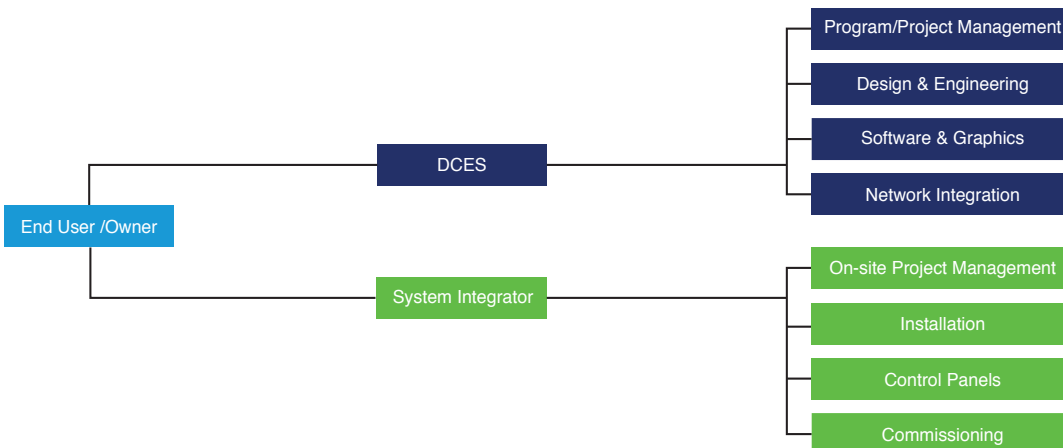 Program/Project Management
Design & Engineering
Software & Graphics
DCES
Network Integration
End User /Owner
On-site Project Management
System Integrator
Installation
Control Panels
Commissioning